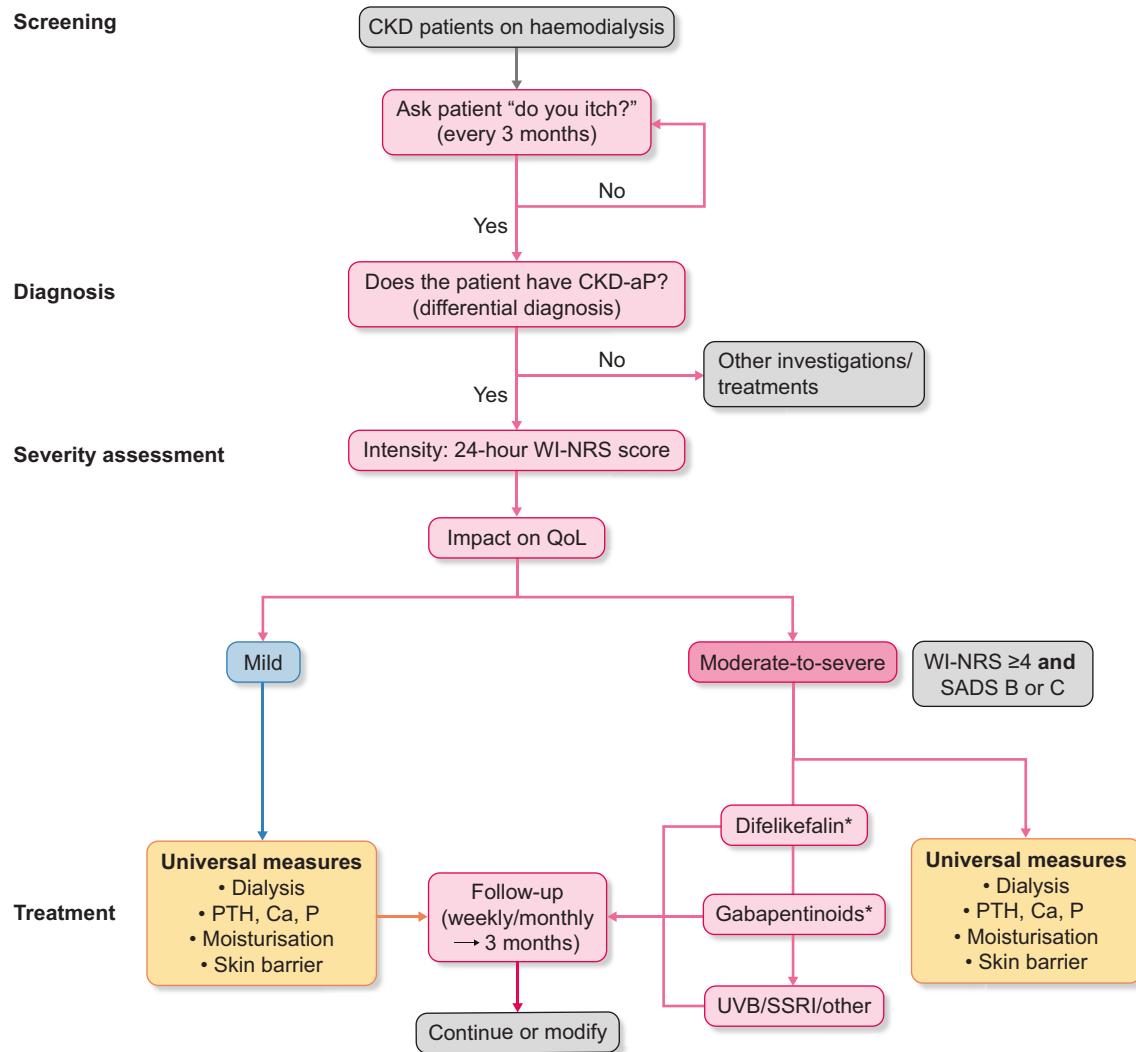 Screening
CKD patients on haemodialysis
Ask patient “do you itch?”
(every 3 months)
No
Yes
Diagnosis
Does the patient have CKD-aP?
(differential diagnosis)
No
Other investigations/
treatments
Yes
Severity assessment
Intensity: 24-hour WI-NRS score
Impact on QoL
Mild
Moderate-to-severe
WI-NRS ≥4 and
SADS B or C
Treatment
Universal measures
• Dialysis
• PTH, Ca, P
• Moisturisation
• Skin barrier
Follow-up
(weekly/monthly
→ 3 months)
Continue or modify
Difelikefalin*
Gabapentinoids*
UVB/SSRI/other
Universal measures
• Dialysis
• PTH, Ca, P
• Moisturisation
• Skin barrier